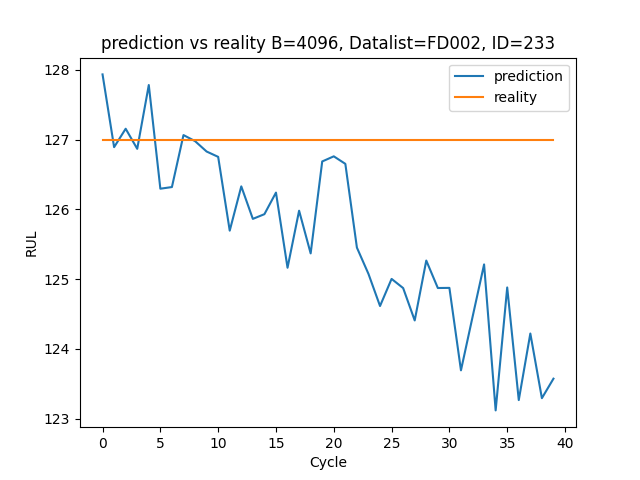 prediction vs reality B=4096, Datalist=FD002, ID=233
prediction
reality
128
127
126
125
124
123
RUL
0 5 10 15 20 25 30 35 40
Cycle